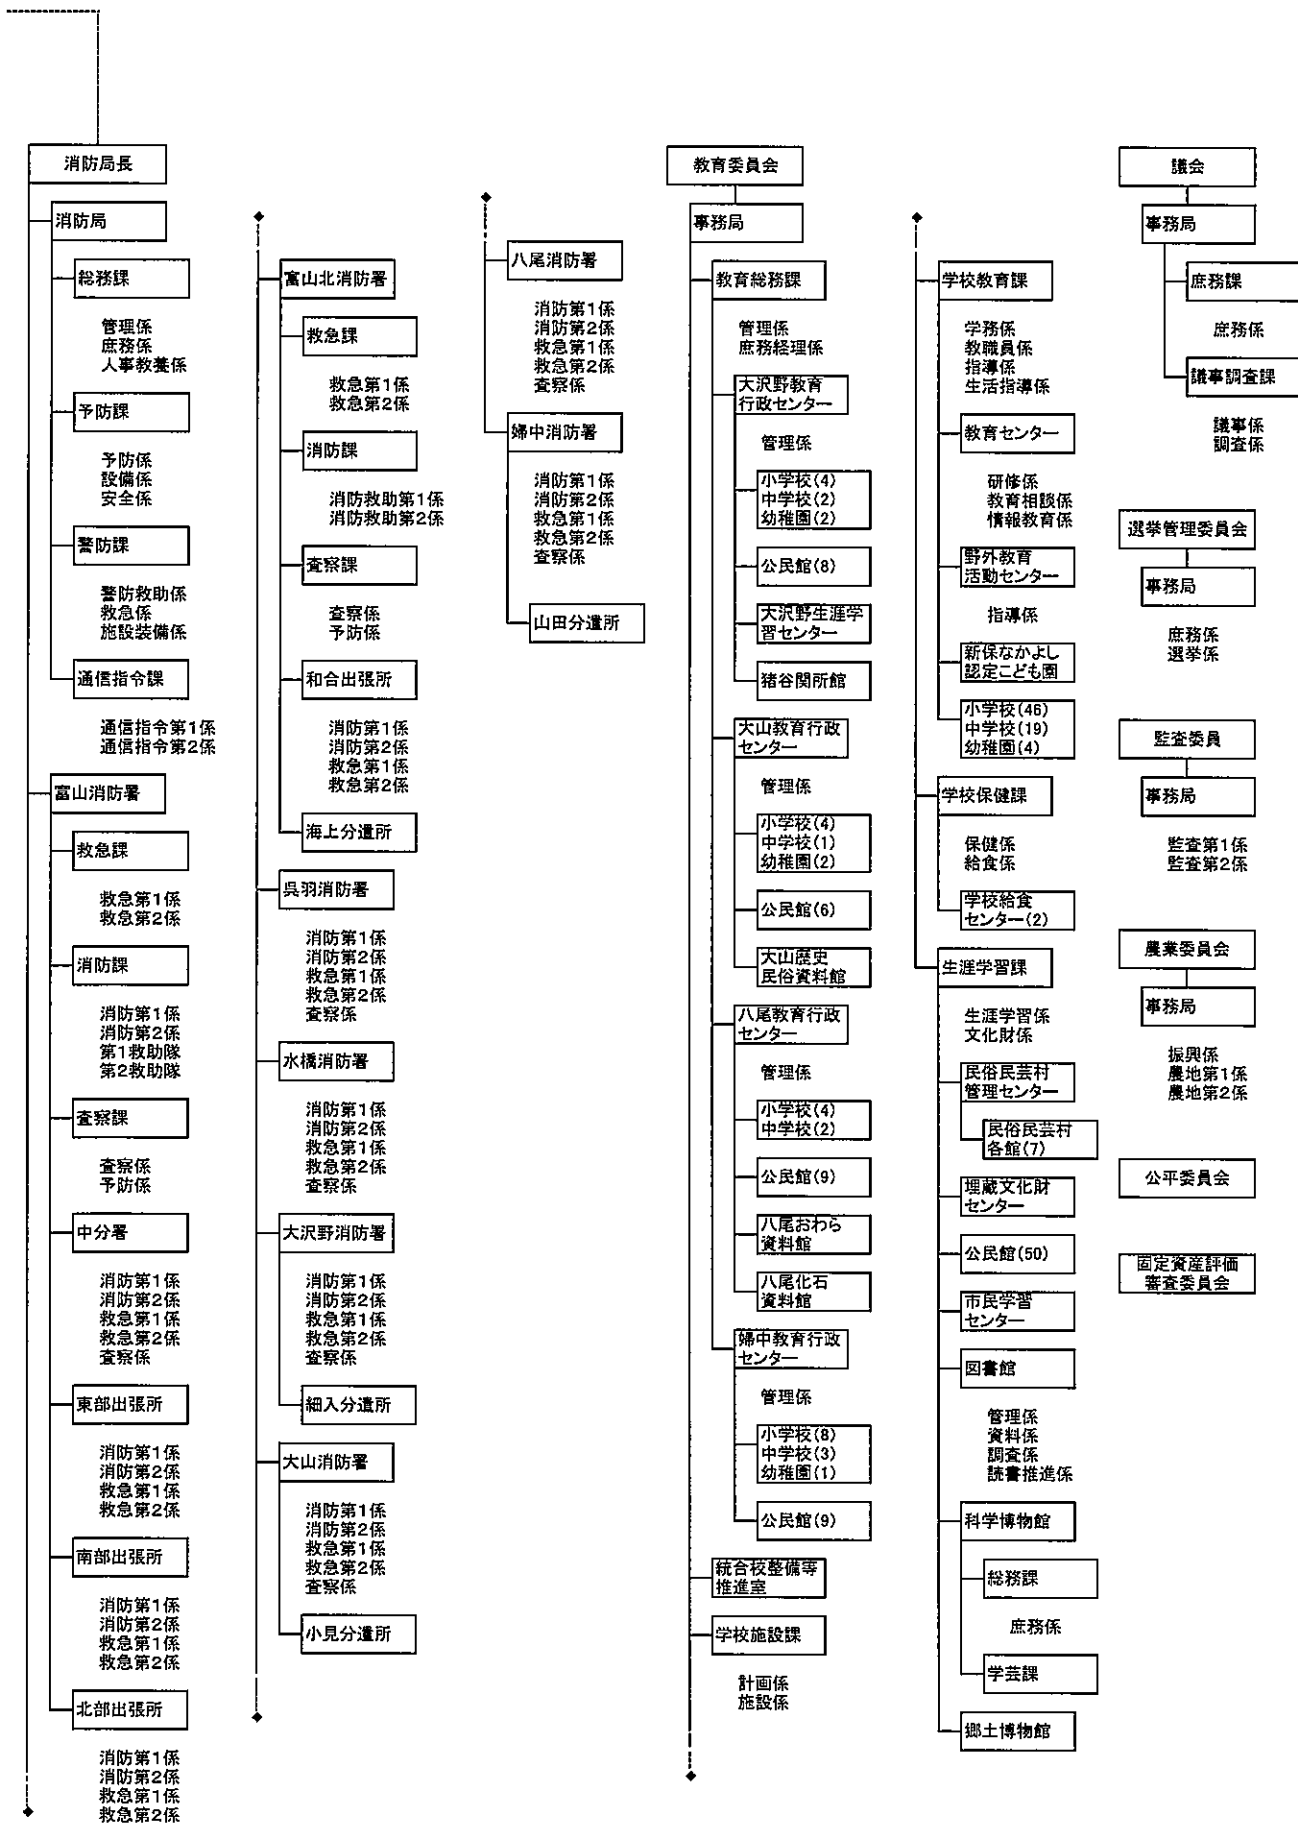 消防局長
消防局
総務課
管理係
庶務係
人事教養係
予防課
予防係
設備係
安全係
警防課
警防救助係
救急係
施設装備係
通信指令課
通信指令第1係
通信指令第2係
富山消防署
救急課
救急第1係
救急第2係
消防課
消防第1係
消防第2係
第1救助隊
第2救助隊
査察課
査察係
予防係
中分署
消防第1係
消防第2係
救急第1係
救急第2係
査察係
東部出張所
消防第1係
消防第2係
救急第1係
救急第2係
南部出張所
消防第1係
消防第2係
救急第1係
救急第2係
北部出張所
消防第1係
消防第2係
救急第1係
救急第2係
富山北消防署
救急課
救急第1係
救急第2係
消防課
消防救助第1係
消防救助第2係
査察課
査察係
予防係
和合出張所
消防第1係
消防第2係
救急第1係
救急第2係
海上分遣所
呉羽消防署
消防第1係
消防第2係
救急第1係
救急第2係
査察係
水橋消防署
消防第1係
消防第2係
救急第1係
救急第2係
査察係
大沢野消防署
消防第1係
消防第2係
救急第1係
救急第2係
査察係
細入分遣所
大山消防署
消防第1係
消防第2係
救急第1係
救急第2係
査察係
小見分遣所
八尾消防署
消防第1係
消防第2係
救急第1係
救急第2係
査察係
婦中消防署
消防第1係
消防第2係
救急第1係
救急第2係
査察係
山田分遣所
教育委員会
事務局
教育総務課
管理係
庶務経理係
大沢野教育
行政センター
管理係
小学校(4)
中学校(2)
幼稚園(2)
公民館(8)
大沢野生涯学
習センター
猪谷関所館
大山教育行政
センター
管理係
小学校(4)
中学校(1)
幼稚園(2)
公民館(6)
大山歴史
民俗資料館
八尾教育行政
センター
管理係
小学校(4)
中学校(2)
公民館(9)
八尾おわら
資料館
八尾化石
資料館
婦中教育行政
センター
管理係
小学校(8)
中学校(3)
幼稚園(1)
公民館(9)
統合校整備等
推進室
学校施設課
計画係
施設係
学校教育課
学務係
教職員係
指導係
生活指導係
教育センター
研修係
教育相談係
情報教育係
野外教育
活動センター
指導係
新保なかよし
認定こども園
小学校(46)
中学校(19)
幼稚園(4)
学校保健課
保健係
給食係
学校給食
センター(2)
生涯学習課
生涯学習係
文化財係
民俗民芸村
管理センター
民俗民芸村
各館(7)
埋蔵文化財
センター
公民館(50)
市民学習
センター
図書館
管理係
資料係
調査係
読書推進係
科学博物館
総務課
庶務係
学芸課
郷土博物館
議会
事務局
庶務課
庶務係
議事調査課
議事係
調査係
選挙管理委員会
事務局
庶務係
選挙係
監査委員
事務局
監査第1係
監査第2係
農業委員会
事務局
振興係
農地第1係
農地第2係
公平委員会
固定資産評価
審査委員会